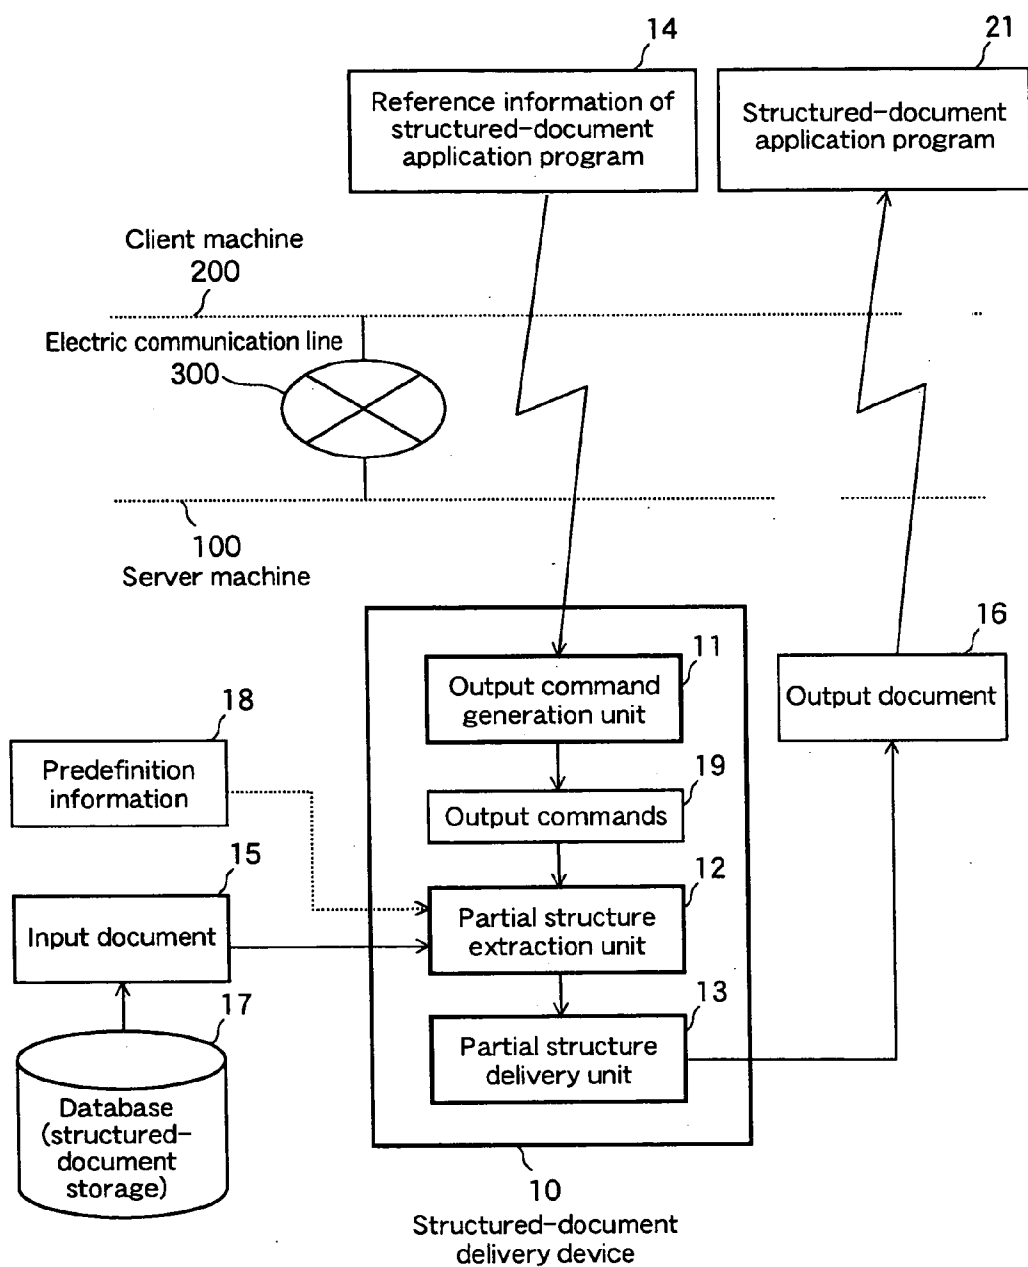 14
21
Reference information of
structured-document
application program
Structured-document
application program
Client machine
200
Electric communication line
300
100
Server machine
11
16
Output command
generation unit
Output document
18
Predefinition
information
19
Output commands
15
12
Input document
Partial structure
extraction unit
17
13
Partial structure
delivery unit
Database
(structured-
document
storage)
10
Structured-document
delivery device